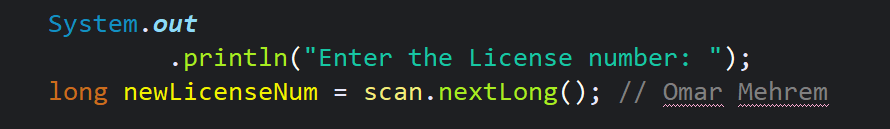 System.out
.println("Enter the License number: ");
long newLicenseNum = scan.nextLong(); // Omar Mehrem